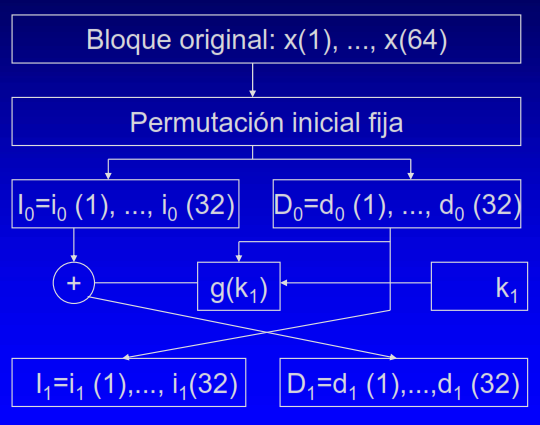 Bloque original: x(1), ..., x(64)
Permutación inicial fija
I₀=i₀ (1), ..., i₀ (32)
D₀=d₀ (1), ..., d₀ (32)
+
g(k₁)
k₁
I₁=i₁ (1),..., i₁(32)
D₁=d₁ (1),...,d₁ (32)